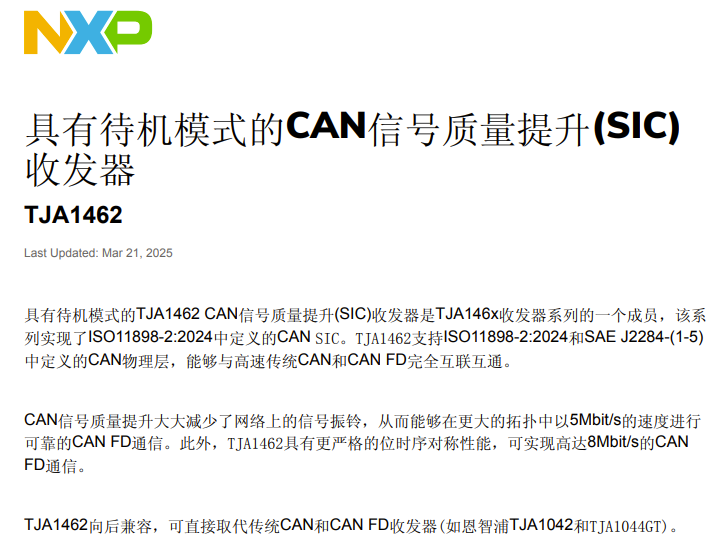 NXP
具有待机模式的CAN信号质量提升(SIC)
收发器
TJA1462
Last Updated: Mar 21, 2025
具有待机模式的TJA1462 CAN信号质量提升(SIC)收发器是TJA146x收发器系列的一个成员，该系
列实现了ISO11898-2:2024中定义的CAN SIC。TJA1462支持ISO11898-2:2024和SAE J2284-(1-5)
中定义的CAN物理层，能够与高速传统CAN和CAN FD完全互联互通。
CAN信号质量提升大大减少了网络上的信号振铃，从而能够在更大的拓扑中以5Mbit/s的速度进行
可靠的CAN FD通信。此外，TJA1462具有更严格的位时序对称性能，可实现高达8Mbit/s的CAN
FD通信。
TJA1462向后兼容，可直接取代传统CAN和CAN FD收发器(如恩智浦TJA1042和TJA1044GT)。